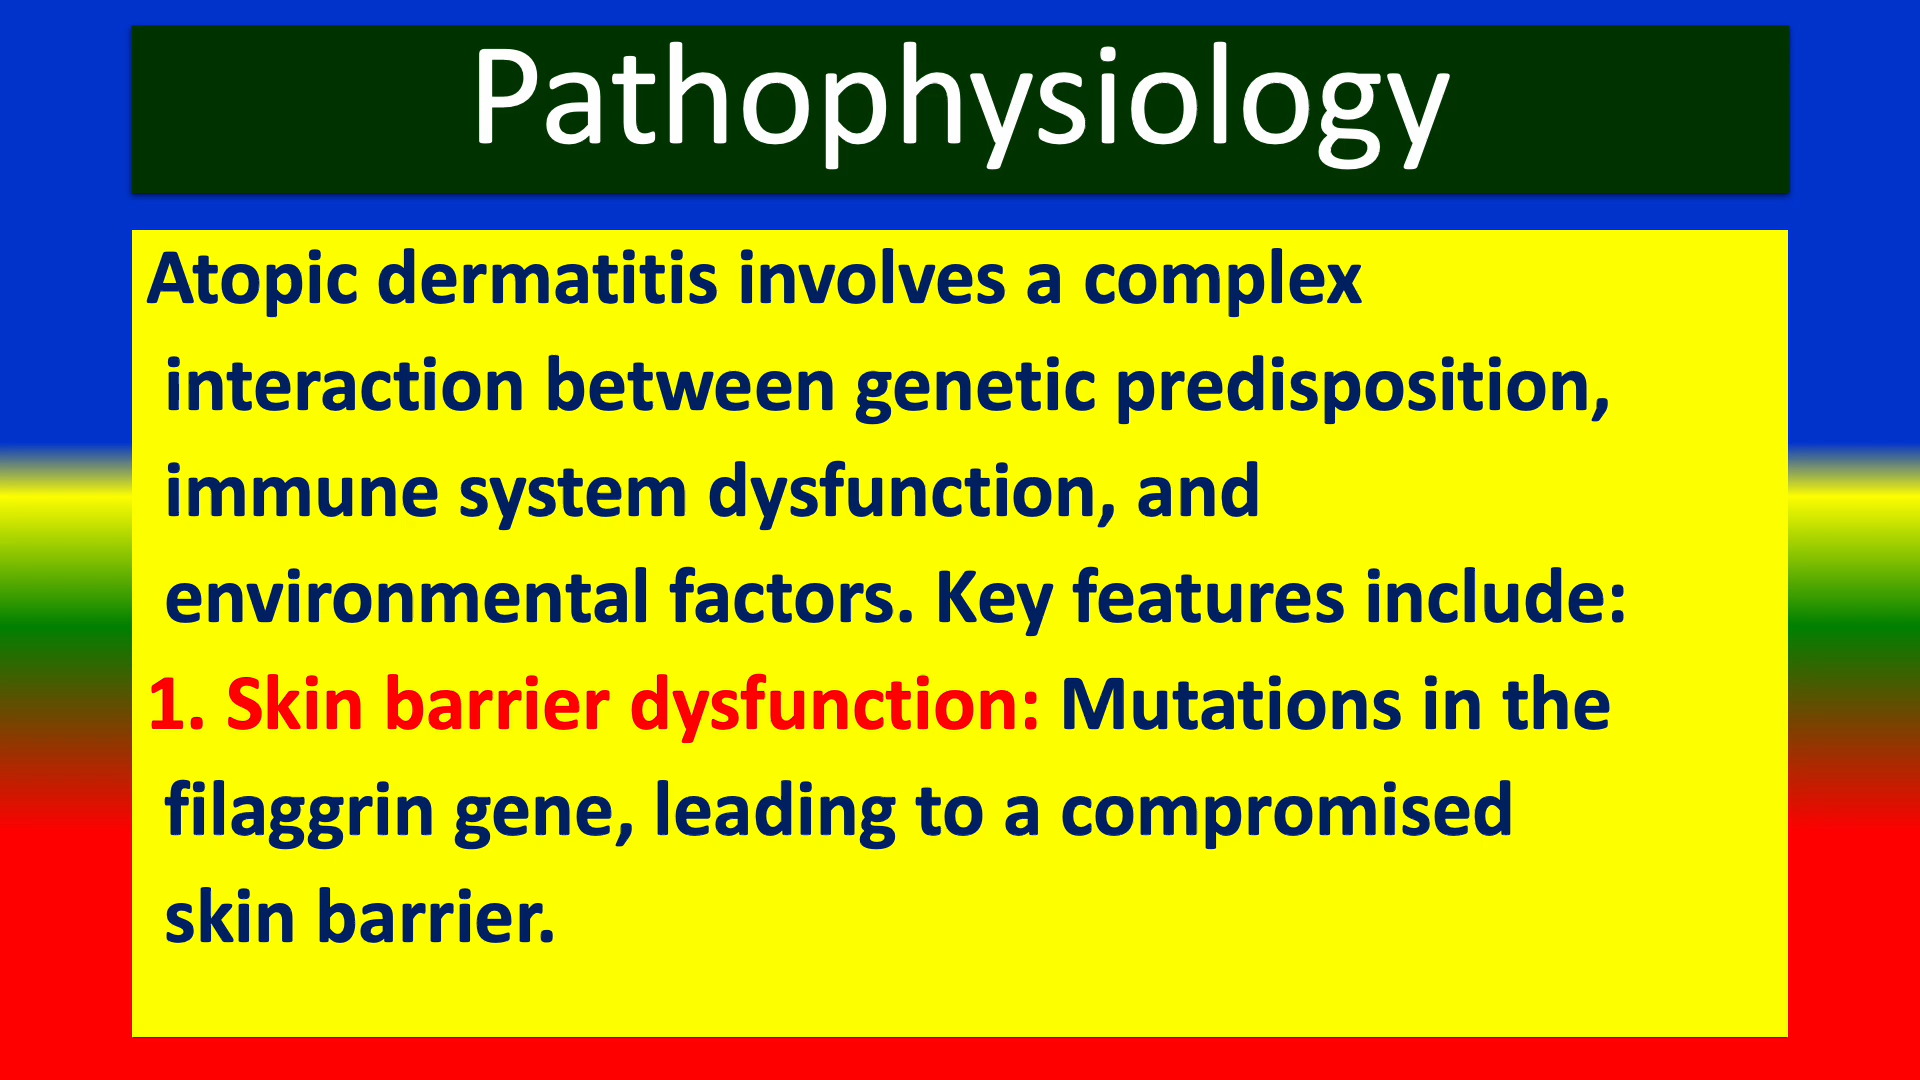 Pathophysiology
Atopic dermatitis involves a complex
interaction between genetic predisposition,
immune system dysfunction, and
environmental factors. Key features include:
1. Skin barrier dysfunction: Mutations in the
filaggrin gene, leading to a compromised
skin barrier.